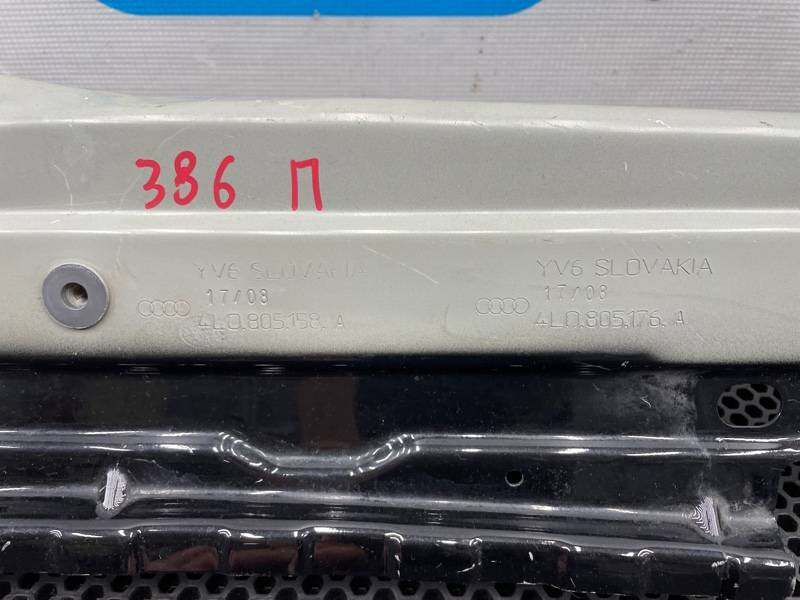 386 П
YV6 SLOVAKIA
17/08
4L0.805.158. A
YV6 SLOVAKIA
17/08
4L0.805.176. A